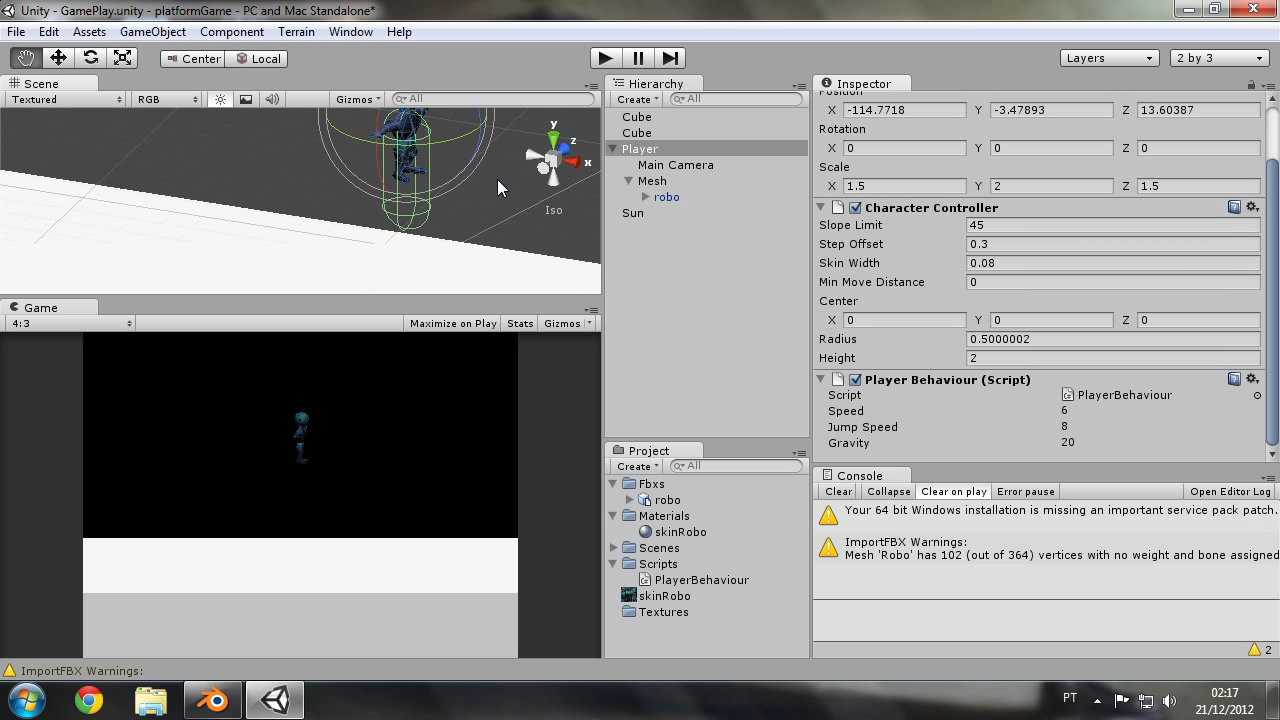 Unity - GamePlay.unity - platformGame - PC and Mac Standalone*
File Edit Assets GameObject Component Terrain Window Help
Center Local
Layers
2 by 3
Scene
Textured
RGB
Gizmos
All
y
z
x
Iso
Game
4:3
Maximize on Play Stats Gizmos
Hierarchy
Create
All
Cube
Cube
Player
Main Camera
Mesh
robo
Sun
Project
Create
All
Fbxs
robo
Materials
skinRobo
Scenes
Scripts
PlayerBehaviour
skinRobo
Textures
Inspector
Position
X -114.7718 Y -3.47893 Z 13.60387
Rotation
X 0 Y 0 Z 0
Scale
X 1.5 Y 2 Z 1.5
Character Controller
Slope Limit 45
Step Offset 0.3
Skin Width 0.08
Min Move Distance 0
Center
X 0 Y 0 Z 0
Radius 0.5000002
Height 2
Player Behaviour (Script)
Script PlayerBehaviour
Speed 6
Jump Speed 8
Gravity 20
Console
Clear Collapse Clear on play Error pause Open Editor Log
Your 64 bit Windows installation is missing an important service pack patch.
ImportFBX Warnings:
Mesh 'Robo' has 102 (out of 364) vertices with no weight and bone assigned
2
ImportFBX Warnings:
PT
02:17
21/12/2012